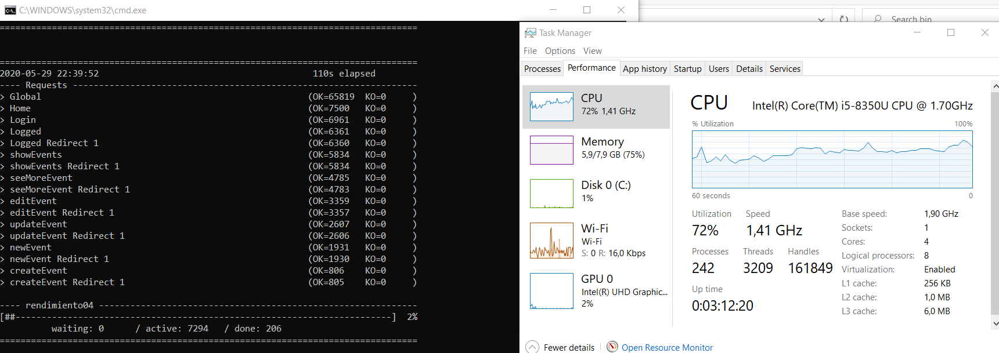 C:\WINDOWS\system32\cmd.exe
Search bin
================================================================================
================================================================================
2020-05-29 22:39:52 110s elapsed
---- Requests ------------------------------------------------------------------
> Global (OK=65819 KO=0 )
> Home (OK=7500 KO=0 )
> Login (OK=6961 KO=0 )
> Logged (OK=6361 KO=0 )
> Logged Redirect 1 (OK=6360 KO=0 )
> showEvents (OK=5834 KO=0 )
> showEvents Redirect 1 (OK=5834 KO=0 )
> seeMoreEvent (OK=4785 KO=0 )
> seeMoreEvent Redirect 1 (OK=4783 KO=0 )
> editEvent (OK=3359 KO=0 )
> editEvent Redirect 1 (OK=3357 KO=0 )
> updateEvent (OK=2607 KO=0 )
> updateEvent Redirect 1 (OK=2606 KO=0 )
> newEvent (OK=1931 KO=0 )
> newEvent Redirect 1 (OK=1930 KO=0 )
> createEvent (OK=806 KO=0 )
> createEvent Redirect 1 (OK=805 KO=0 )
---- rendimiento04 -------------------------------------------------------------
[##------------------------------------------------------------------------] 2%
waiting: 0 / active: 7294 / done: 206
================================================================================
Task Manager
File Options View
Processes Performance App history Startup Users Details Services
CPU
72% 1,41 GHz
Memory
5,9/7,9 GB (75%)
Disk 0 (C:)
1%
Wi-Fi
Wi-Fi
S: 0 R: 16,0 Kbps
GPU 0
Intel(R) UHD Graphic...
2%
CPU Intel(R) Core(TM) i5-8350U CPU @ 1.70GHz
% Utilization 100%
60 seconds 0
Utilization Speed
72% 1,41 GHz
Processes Threads Handles
242 3209 161849
Up time
0:03:12:20
Base speed: 1,90 GHz
Sockets: 1
Cores: 4
Logical processors: 8
Virtualization: Enabled
L1 cache: 256 KB
L2 cache: 1,0 MB
L3 cache: 6,0 MB
Fewer details Open Resource Monitor